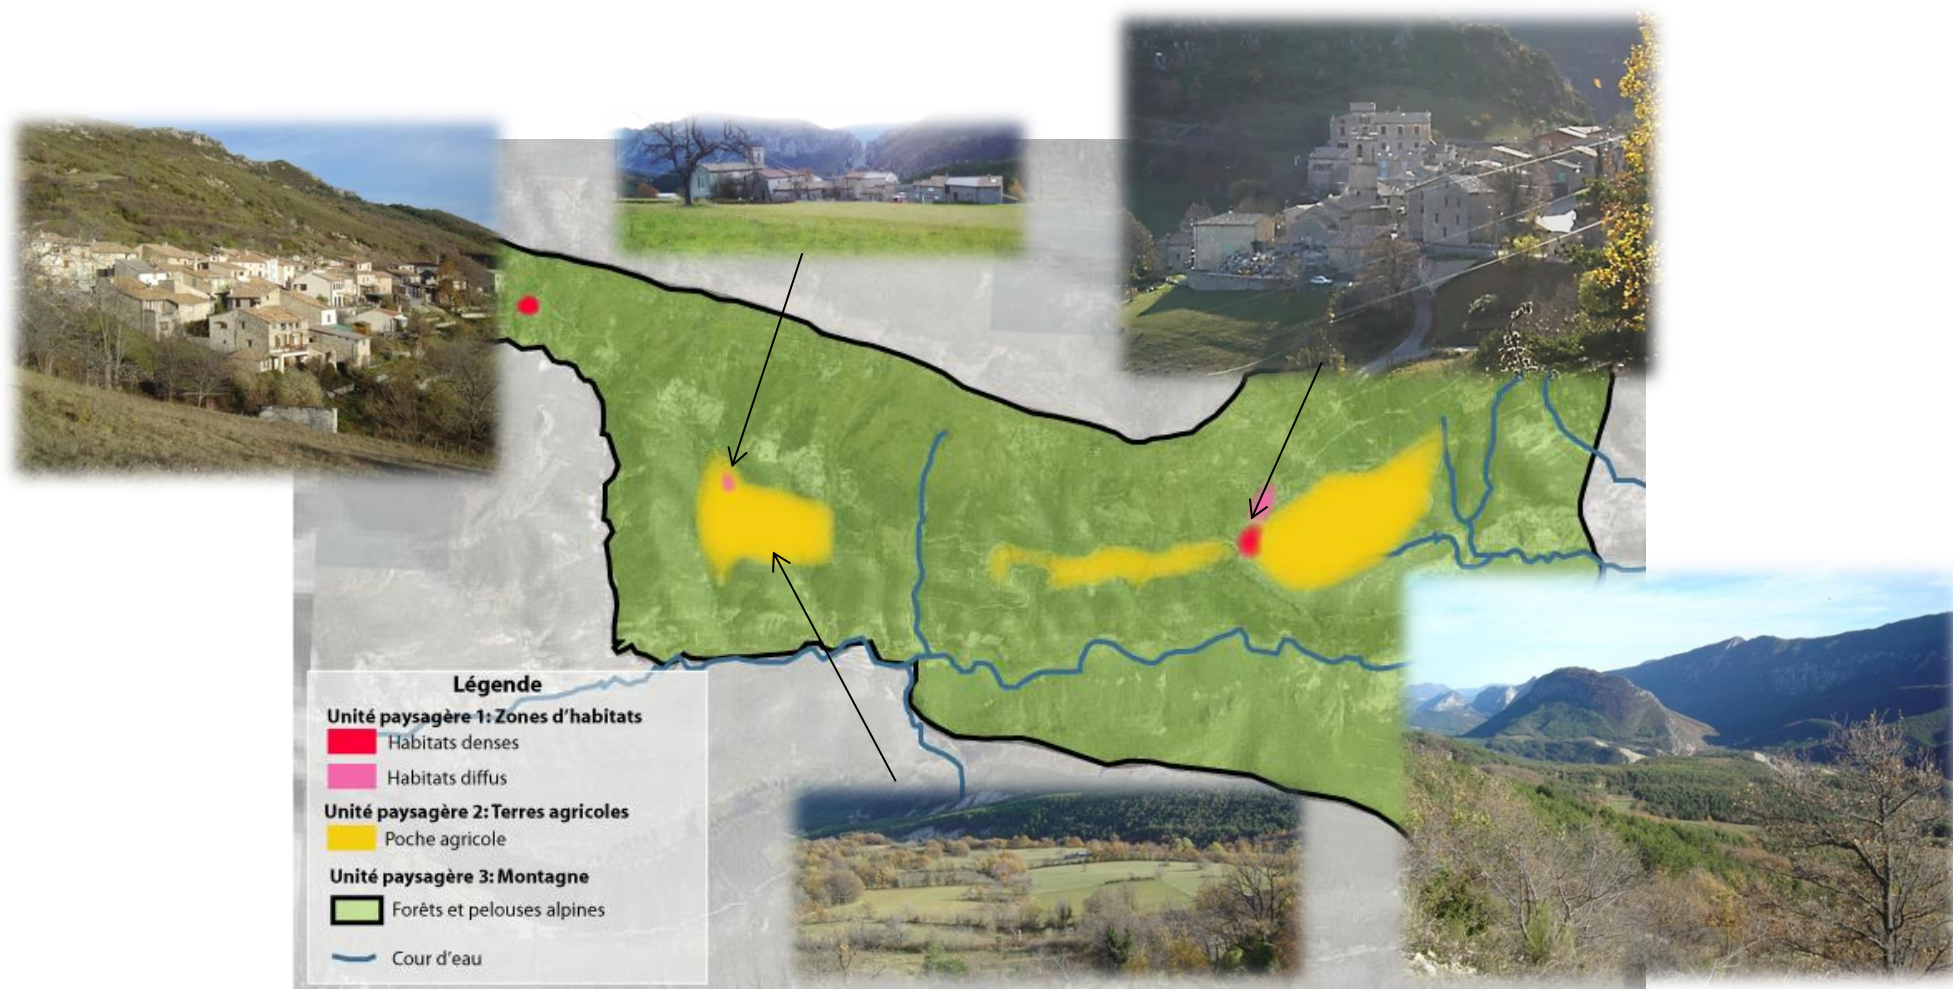 Légende
Unité paysagère 1: Zones d'habitats
Habitats denses
Habitats diffus
Unité paysagère 2: Terres agricoles
Poche agricole
Unité paysagère 3: Montagne
Forêts et pelouses alpines
Cour d'eau